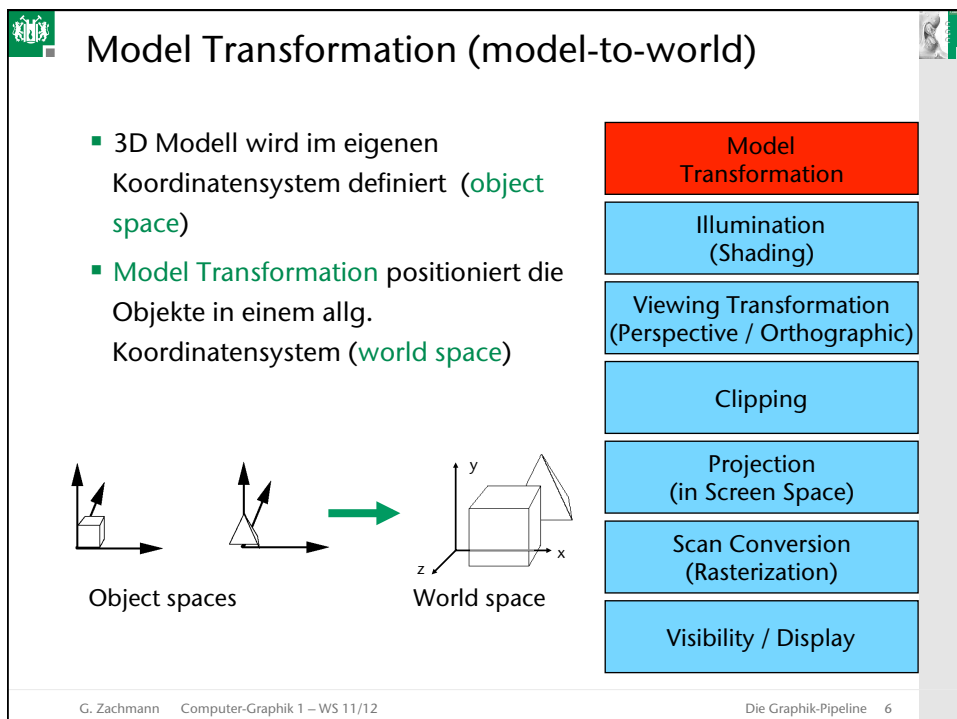 Model Transformation (model-to-world)
▪ 3D Modell wird im eigenen
Koordinatensystem definiert (object
space)
▪ Model Transformation positioniert die
Objekte in einem allg.
Koordinatensystem (world space)
Object spaces
y
x
z
World space
Model
Transformation
Illumination
(Shading)
Viewing Transformation
(Perspective / Orthographic)
Clipping
Projection
(in Screen Space)
Scan Conversion
(Rasterization)
Visibility / Display
G. Zachmann Computer-Graphik 1 – WS 11/12 Die Graphik-Pipeline 6